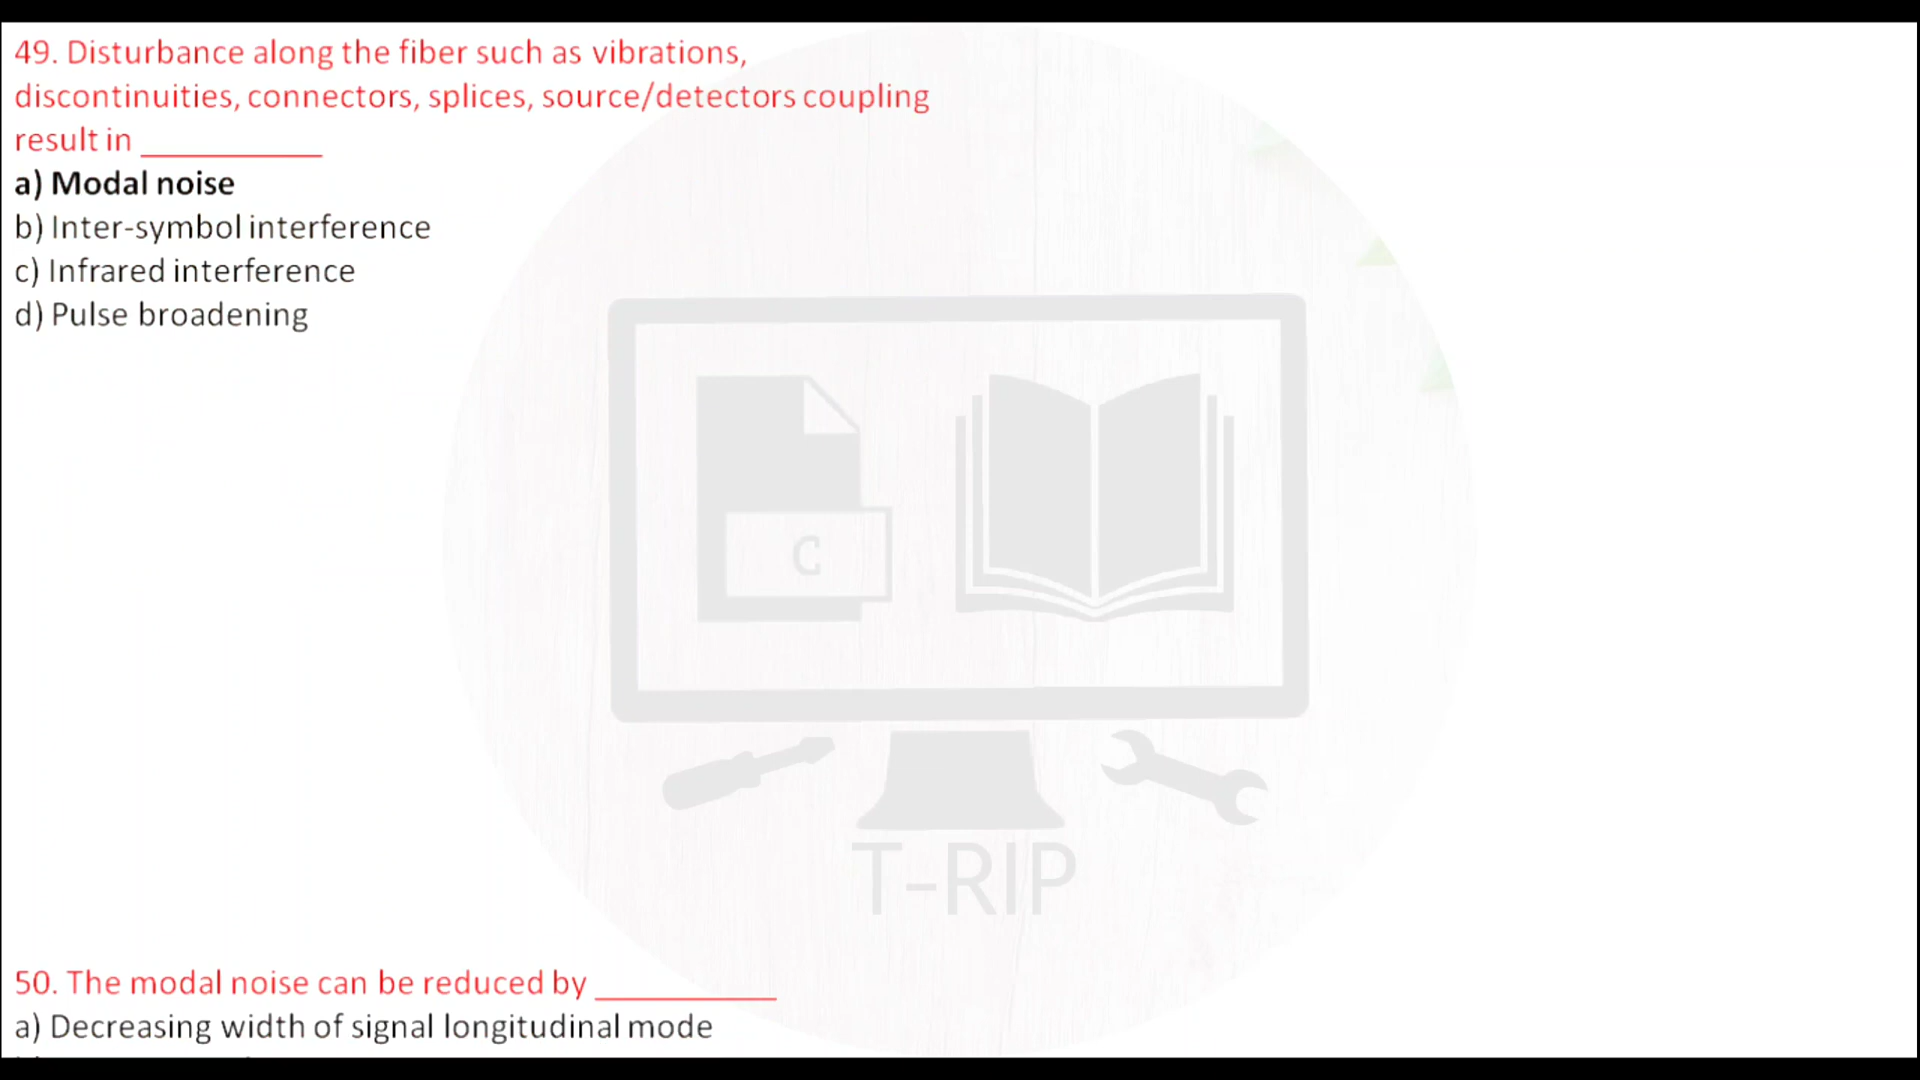 49. Disturbance along the fiber such as vibrations,
discontinuities, connectors, splices, source/detectors coupling
result in ___________
a) Modal noise
b) Inter-symbol interference
c) Infrared interference
d) Pulse broadening
C
T-RIP
50. The modal noise can be reduced by ___________
a) Decreasing width of signal longitudinal mode